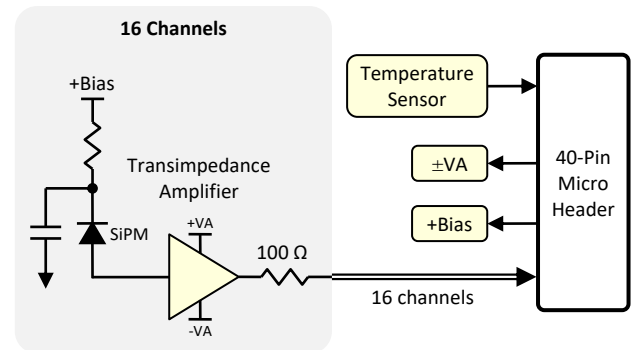 16 Channels
+Bias
Transimpedance
Amplifier
SiPM
+VA
-VA
100 Ω
16 channels
Temperature
Sensor
±VA
+Bias
40-Pin
Micro
Header